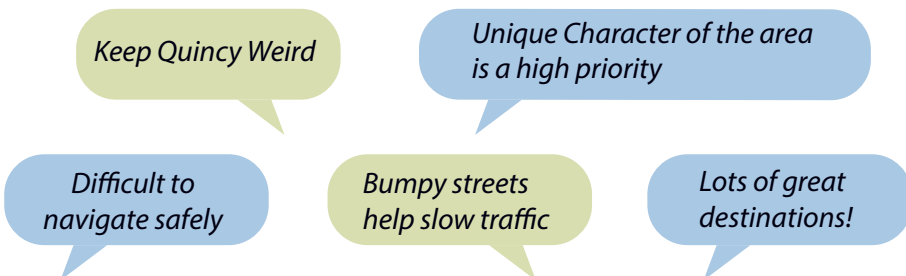 Keep Quincy Weird
Unique Character of the area
is a high priority
Difficult to
navigate safely
Bumpy streets
help slow traffic
Lots of great
destinations!